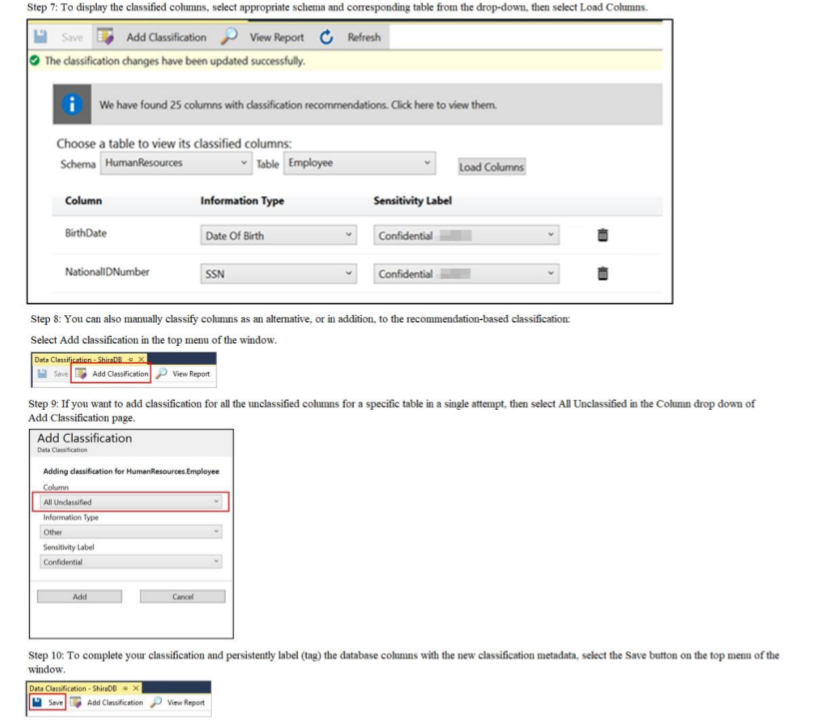 Step 7: To display the classified columns, select appropriate schema and corresponding table from the drop-down, then select Load Columns.
Save Add Classification View Report Refresh
The classification changes have been updated successfully.
We have found 25 columns with classification recommendations. Click here to view them.
Choose a table to view its classified columns:
Schema HumanResources Table Employee Load Columns
Column Information Type Sensitivity Label
BirthDate Date Of Birth Confidential
NationalIDNumber SSN Confidential
Step 8: You can also manually classify columns as an alternative, or in addition, to the recommendation-based classification:
Select Add classification in the top menu of the window.
Data Classification - ShiraDB
Save Add Classification View Report
Step 9: If you want to add classification for all the unclassified columns for a specific table in a single attempt, then select All Unclassified in the Column drop down of
Add Classification page.
Add Classification
Data Classification
Adding classification for HumanResources.Employee
Column
All Unclassified
Information Type
Other
Sensitivity Label
Confidential
Add Cancel
Step 10: To complete your classification and persistently label (tag) the database columns with the new classification metadata, select the Save button on the top menu of the
window.
Data Classification - ShiraDB
Save Add Classification View Report